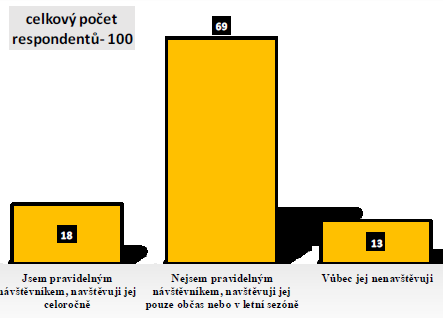 celkový počet
respondentů- 100
69
18
13
Jsem pravidelným
návštěvníkem, navštěvuji jej
celoročně
Nejsem pravidelným
návštěvníkem, navštěvuji jej
pouze občas nebo v letní sezóně
Vůbec jej nenavštěvuji